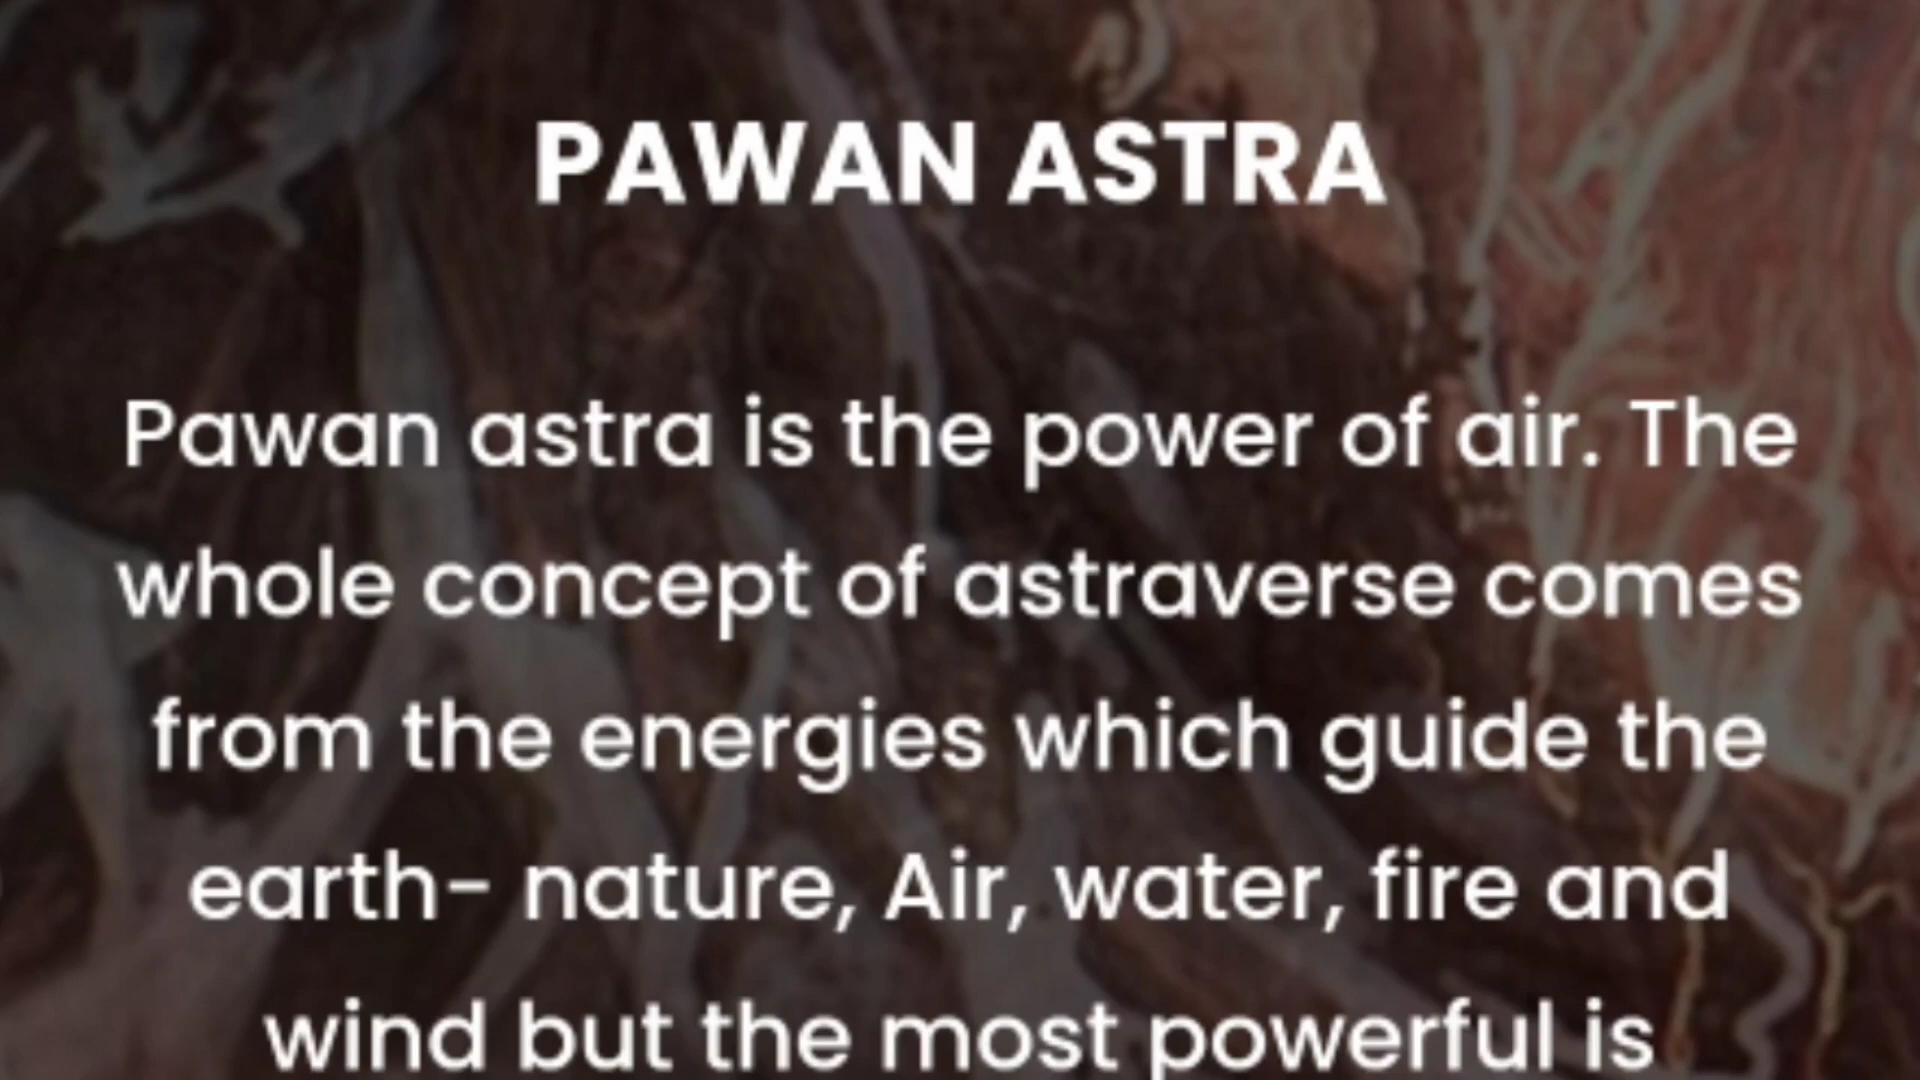 PAWAN ASTRA
Pawan astra is the power of air. The
whole concept of astraverse comes
from the energies which guide the
earth- nature, Air, water, fire and
wind but the most powerful is